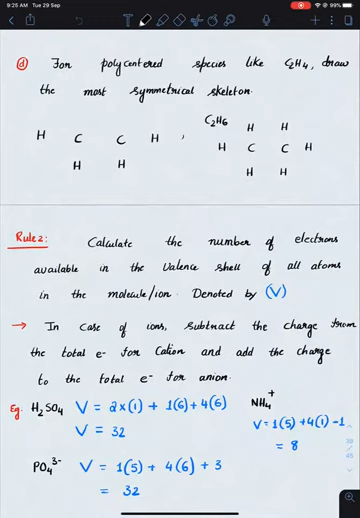 9:25 AM Tue 29 Sep
99%
(d) For polycentered species like C₂H₄, draw
the most symmetrical skeleton.
C₂H₆ H H
H C C H , H C C H
H H H H
Rule 2: Calculate the number of electrons
available in the valence shell of all atoms
in the molecule/ion. Denoted by (V)
→ In case of ions, subtract the charge from
the total e⁻ for Cation and add the charge
to the total e⁻ for anion.
Eg. H₂SO₄ V = 2×(1) + 1(6) + 4(6)
V = 32
NH₄⁺
V = 1(5) + 4(1) - 1
= 8
PO₄³⁻ V = 1(5) + 4(6) + 3
= 32
39
45